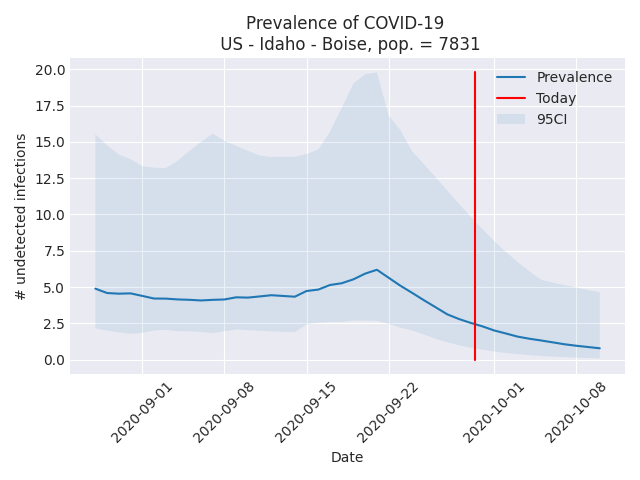 Prevalence of COVID-19
US - Idaho - Boise, pop. = 7831
20.0
17.5
15.0
12.5
10.0
7.5
5.0
2.5
0.0
# undetected infections
Prevalence
Today
95CI
2020-09-01
2020-09-08
2020-09-15
2020-09-22
2020-10-01
2020-10-08
Date